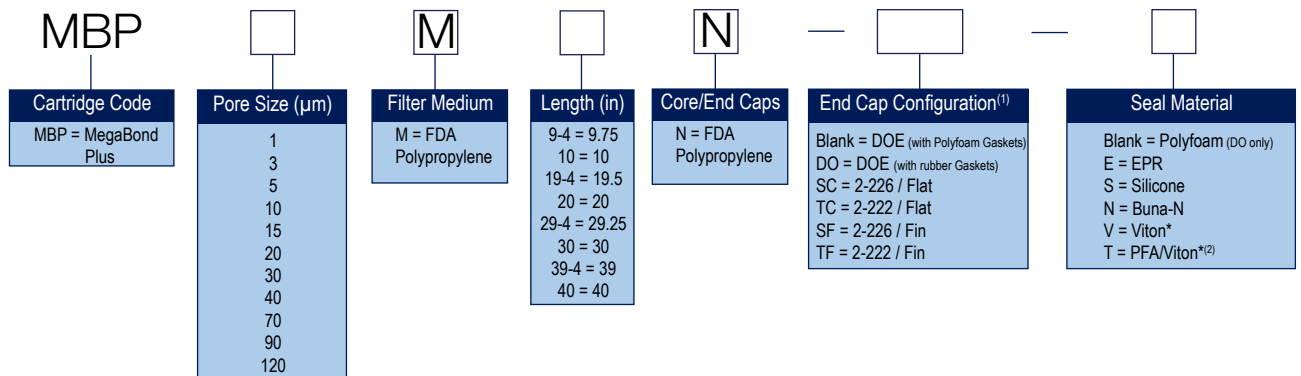 MBP M N — —
Cartridge Code
MBP = MegaBond
Plus
Pore Size (µm)
1
3
5
10
15
20
30
40
70
90
120
Filter Medium
M = FDA
Polypropylene
Length (in)
9-4 = 9.75
10 = 10
19-4 = 19.5
20 = 20
29-4 = 29.25
30 = 30
39-4 = 39
40 = 40
Core/End Caps
N = FDA
Polypropylene
End Cap Configuration(1)
Blank = DOE (with Polyfoam Gaskets)
DO = DOE (with rubber Gaskets)
SC = 2-226 / Flat
TC = 2-222 / Flat
SF = 2-226 / Fin
TF = 2-222 / Fin
Seal Material
Blank = Polyfoam (DO only)
E = EPR
S = Silicone
N = Buna-N
V = Viton*
T = PFA/Viton*(2)